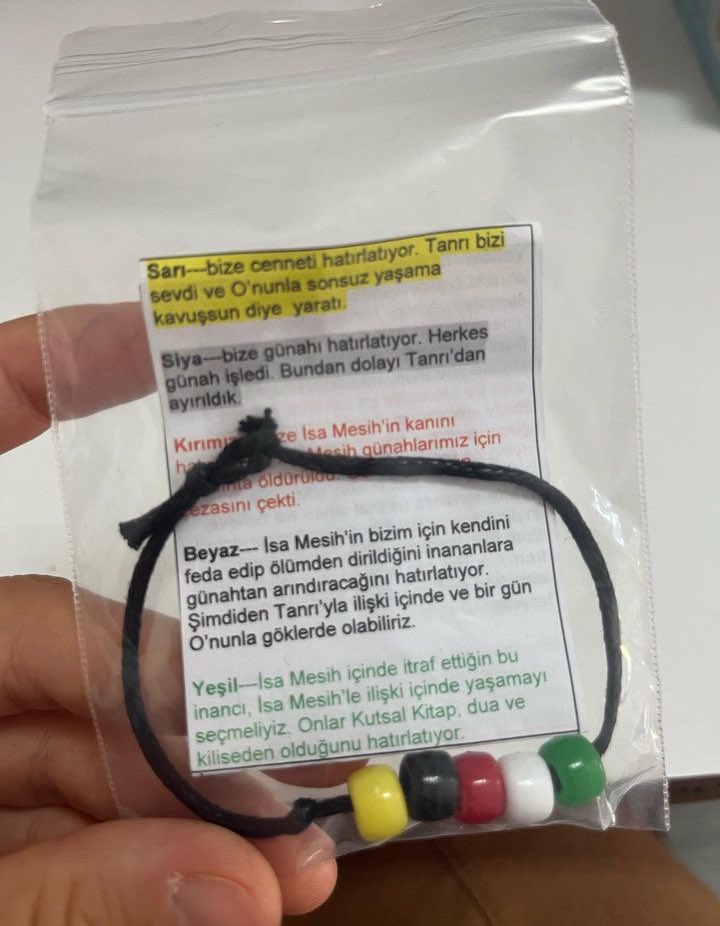 Sarı---bize cenneti hatırlatıyor. Tanrı bizi
sevdi ve O'nunla sonsuz yaşama
kavuşsun diye yaratı.
Siya---bize günahı hatırlatıyor. Herkes
günah işledi. Bundan dolayı Tanrı'dan
ayırıldık.
İsa Mesih'in kanını
Mesih günahlarımız için
öldürüldü.
çekti.
Beyaz--- İsa Mesih'in bizim için kendini
feda edip ölümden dirildiğini inananlara
günahtan arındıracağını hatırlatıyor.
Şimdiden Tanrı'yla ilişki içinde ve bir gün
O'nunla göklerde olabiliriz.
Yeşil---İsa Mesih içinde itraf ettiğin bu
inancı, İsa Mesih'le ilişki içinde yaşamayı
seçmeliyiz. Onlar Kutsal Kitap, dua ve
kiliseden olduğunu hatırlatıyor.